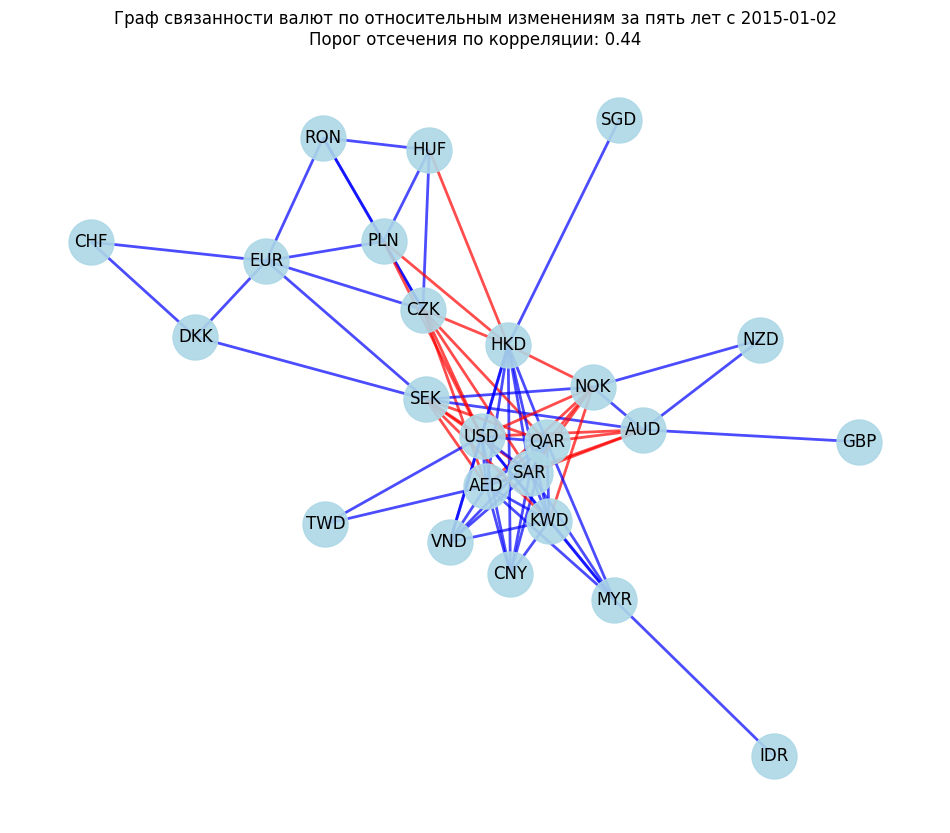 Граф связанности валют по относительным изменениям за пять лет с 2015-01-02
Порог отсечения по корреляции: 0.44
SGD
RON
HUF
PLN
CHF
EUR
CZK
DKK
HKD
NZD
NOK
SEK
AUD
USD
QAR
GBP
SAR
AED
KWD
TWD
VND
CNY
MYR
IDR